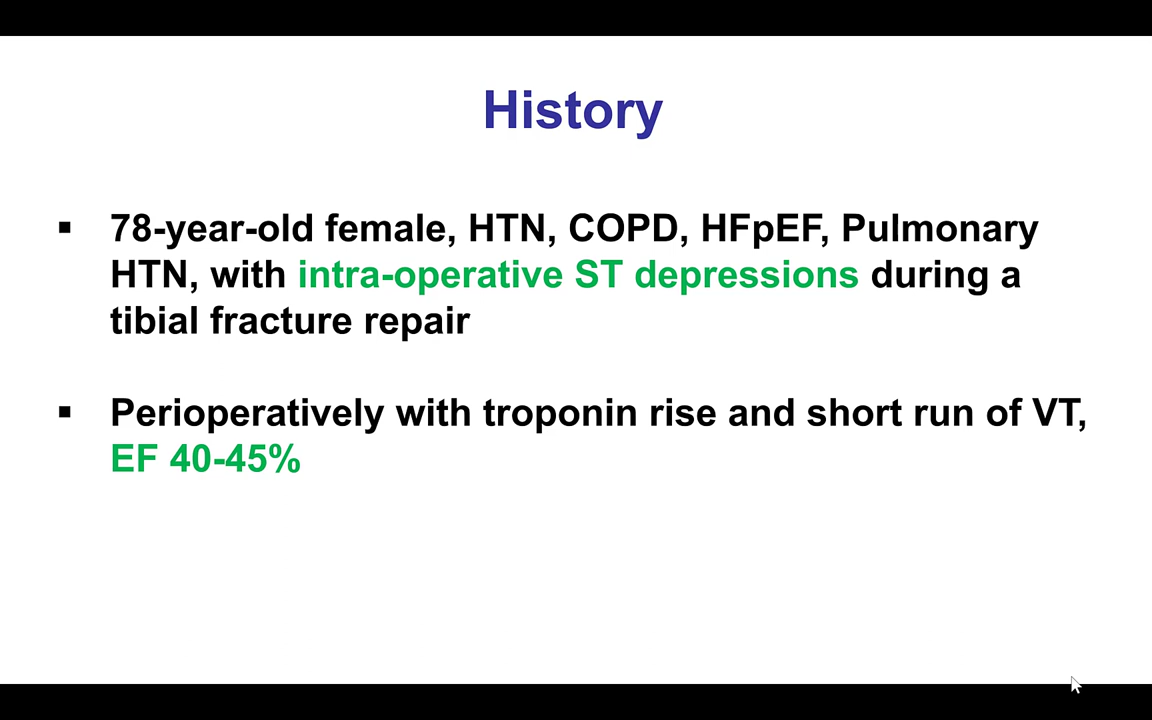 History
▪ 78-year-old female, HTN, COPD, HFpEF, Pulmonary
HTN, with intra-operative ST depressions during a
tibial fracture repair
▪ Perioperatively with troponin rise and short run of VT,
EF 40-45%